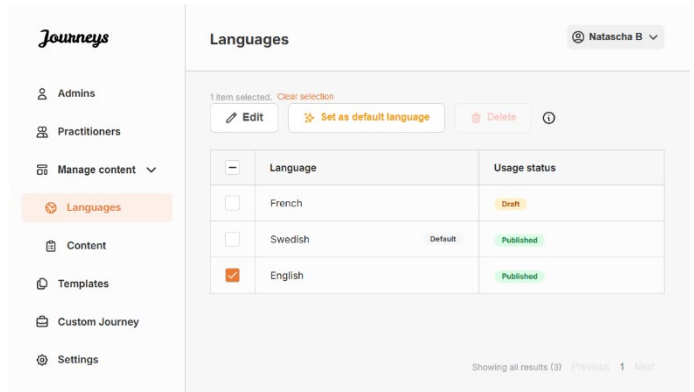 Journeys
Languages
Natascha B
Admins
Practitioners
Manage content
Languages
Content
Templates
Custom Journey
Settings
1 item selected. Clear selection
Edit
Set as default language
Delete
Language Usage status
French Draft
Swedish Default Published
English Published
Showing all results (3) Previous 1 Next